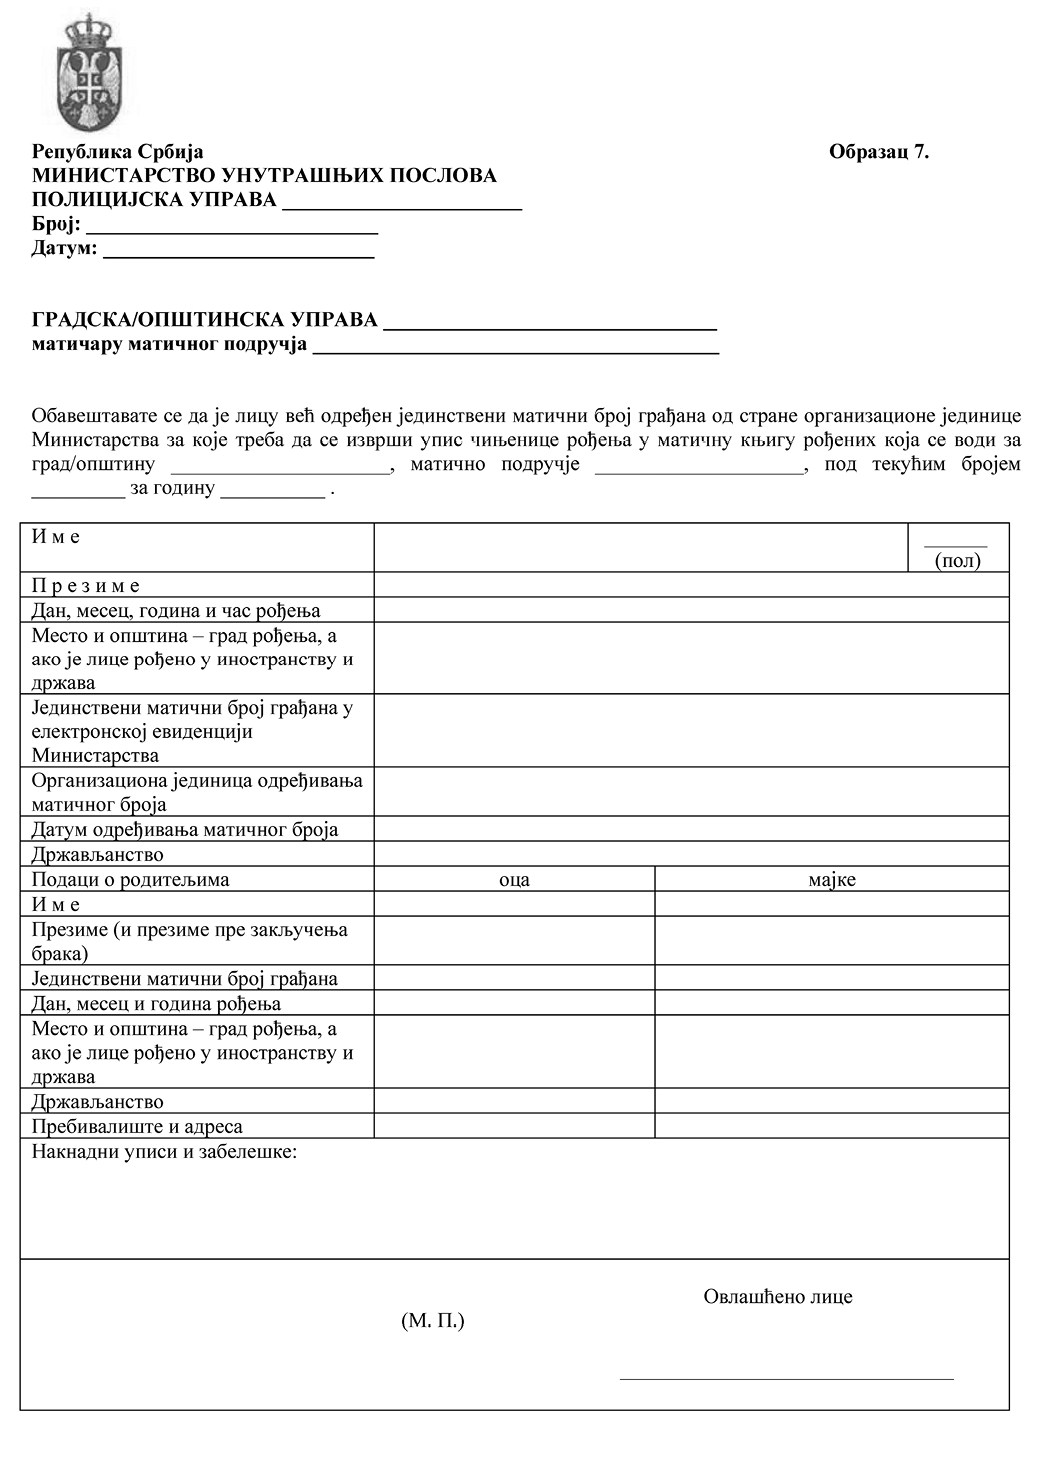 Република Србија Образац 7.
МИНИСТАРСТВО УНУТРАШЊИХ ПОСЛОВА
ПОЛИЦИЈСКА УПРАВА _______________________
Број: ____________________________
Датум: __________________________
ГРАДСКА/ОПШТИНСКА УПРАВА ________________________________
матичару матичног подручја _______________________________________
Обавештавате се да је лицу већ одређен јединствени матични број грађана од стране организационе јединице
Министарства за које треба да се изврши упис чињенице рођења у матичну књигу рођених која се води за
град/општину _____________________, матично подручје ____________________, под текућим бројем
_________ за годину __________ .
И м е ______
(пол)
П р е з и м е
Дан, месец, година и час рођења
Место и општина – град рођења, а
ако је лице рођено у иностранству и
држава
Јединствени матични број грађана у
електронској евиденцији
Министарства
Организациона јединица одређивања
матичног броја
Датум одређивања матичног броја
Држављанство
Подаци о родитељима оца мајке
И м е
Презиме (и презиме пре закључења
брака)
Јединствени матични број грађана
Дан, месец и година рођења
Место и општина – град рођења, а
ако је лице рођено у иностранству и
држава
Држављанство
Пребивалиште и адреса
Накнадни уписи и забелешке:
Овлашћено лице
(М. П.)
________________________________